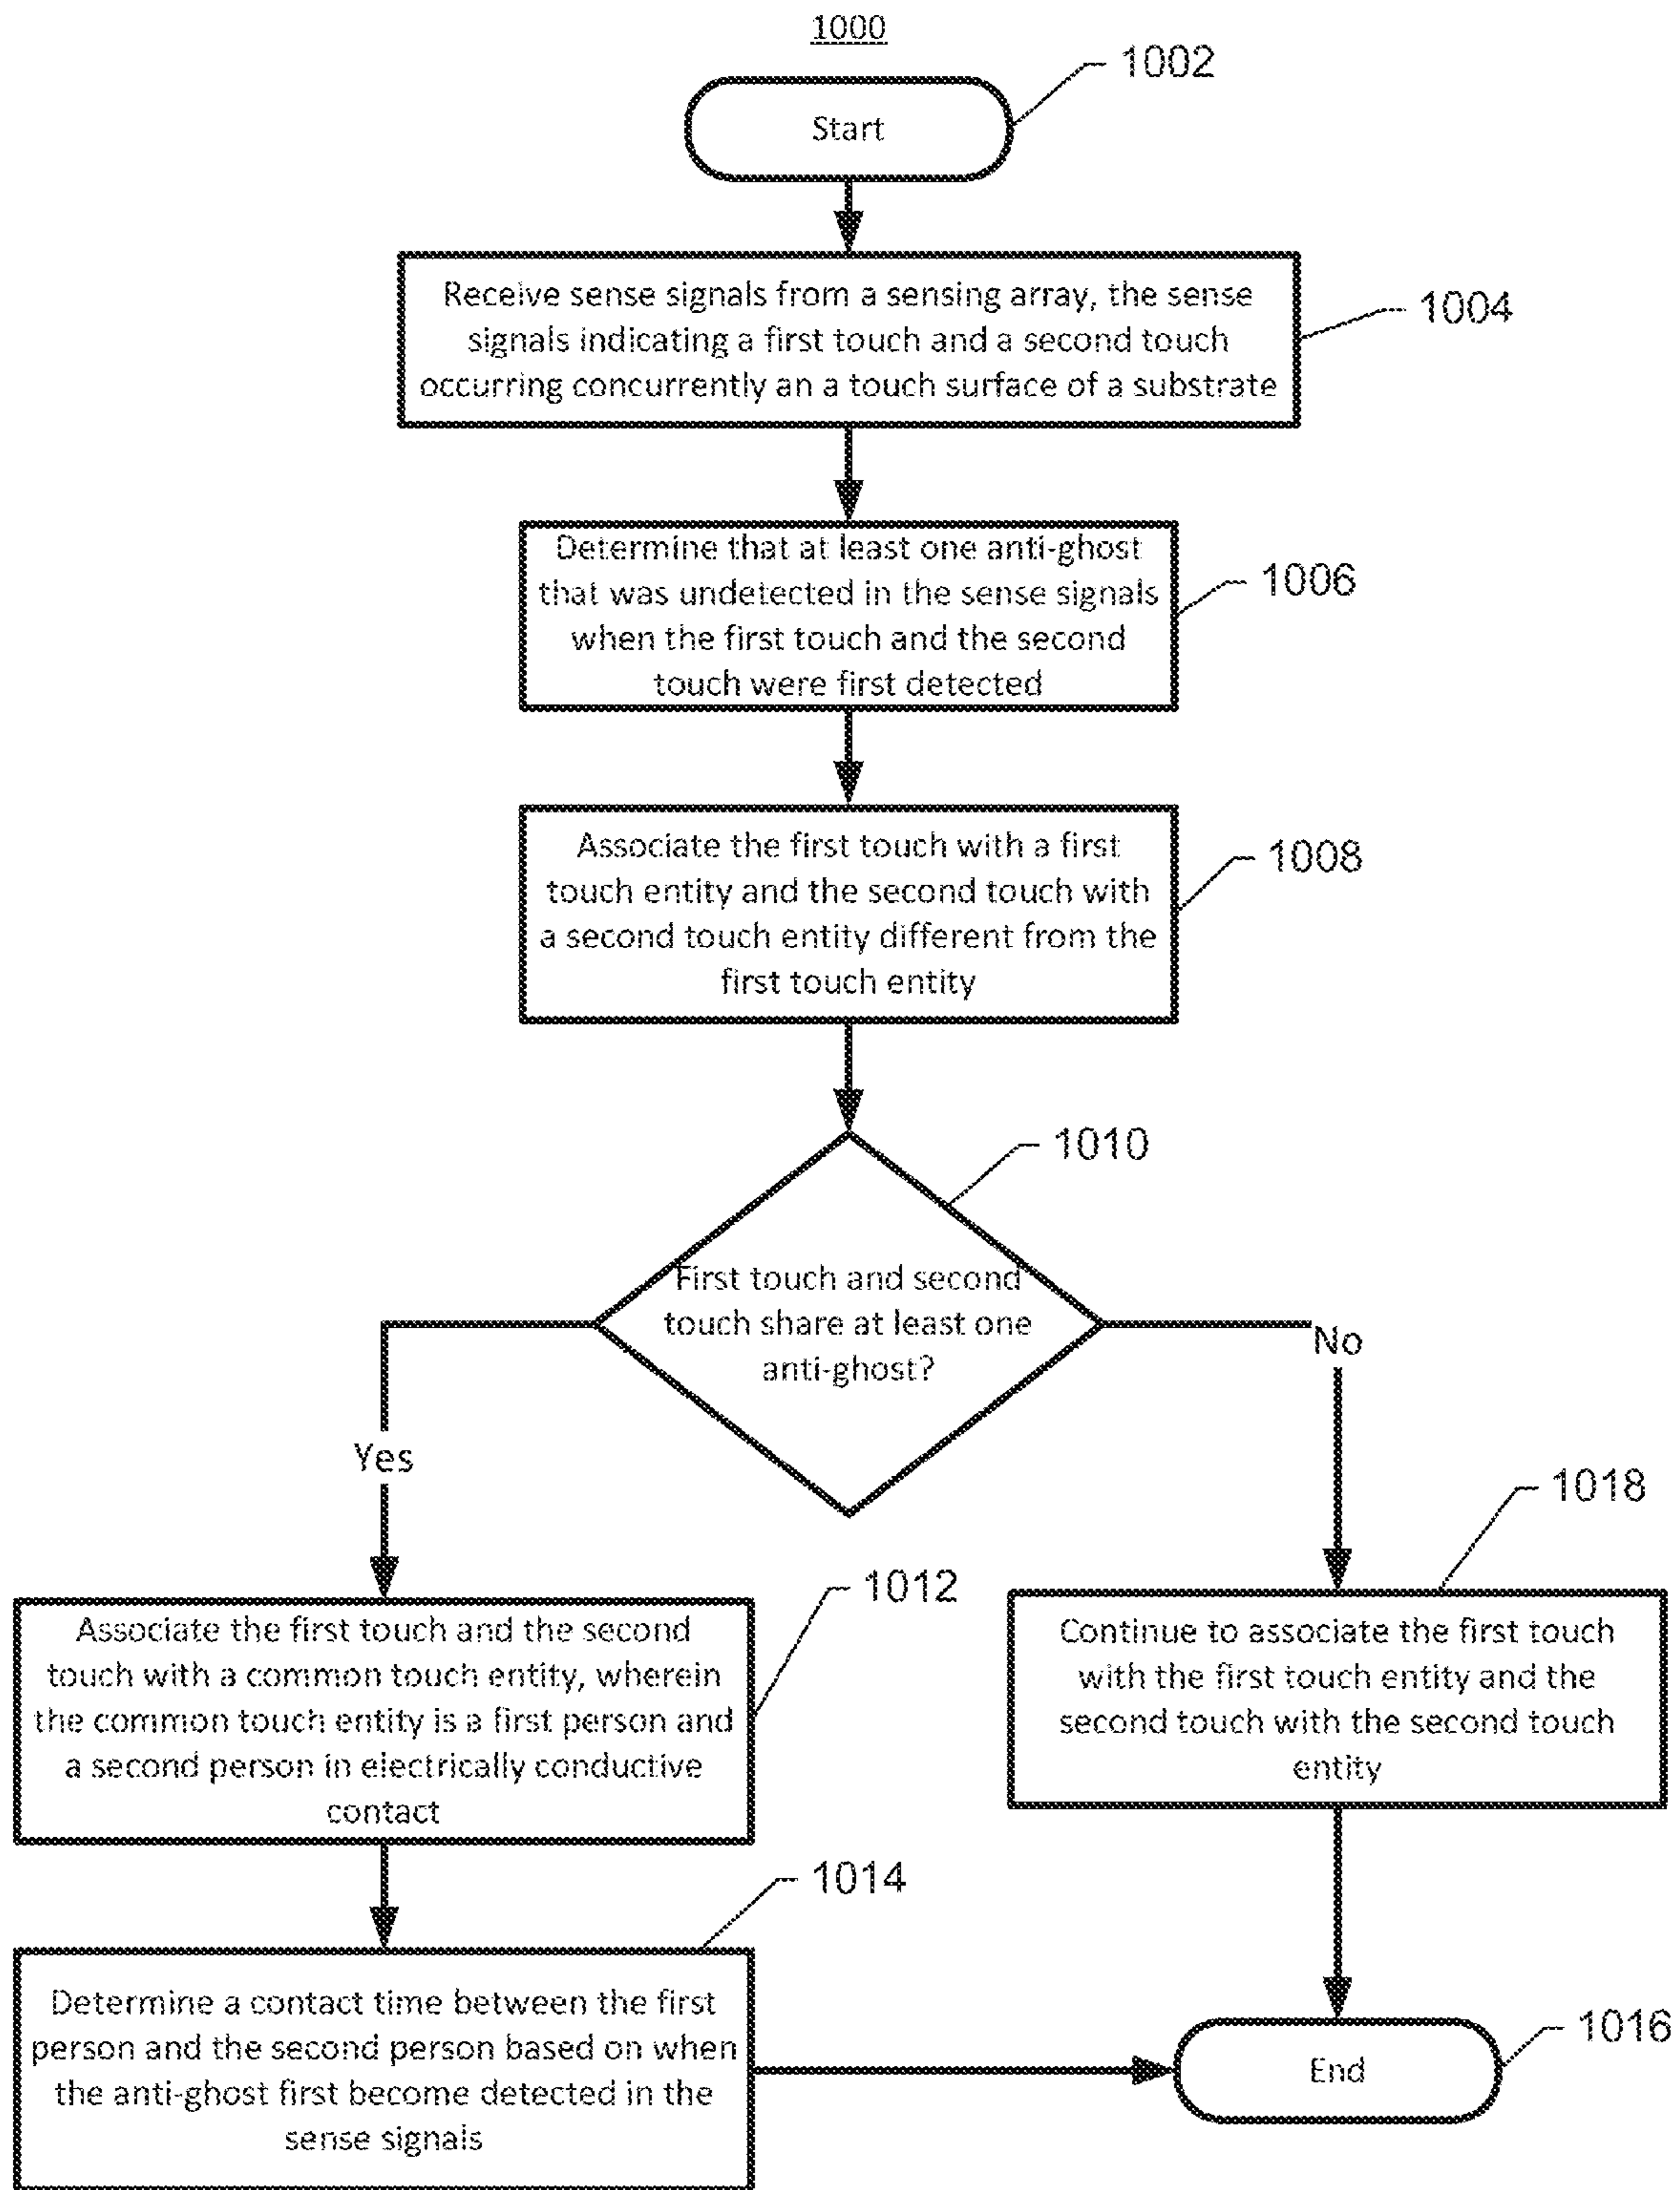 1000
1002
Start
Receive sense signals from a sensing array, the sense
signals indicating a first touch and a second touch
occurring concurrently an a touch surface of a substrate
1004
Determine that at least one anti-ghost
that was undetected in the sense signals
when the first touch and the second
touch were first detected
1006
Associate the first touch with a first
touch entity and the second touch with
a second touch entity different from the
first touch entity
1008
1010
First touch and second
touch share at least one
anti-ghost?
Yes
No
1012
Associate the first touch and the second
touch with a common touch entity, wherein
the common touch entity is a first person and
a second person in electrically conductive
contact
1018
Continue to associate the first touch
with the first touch entity and the
second touch with the second touch
entity
1014
Determine a contact time between the first
person and the second person based on when
the anti-ghost first become detected in the
sense signals
End
1016